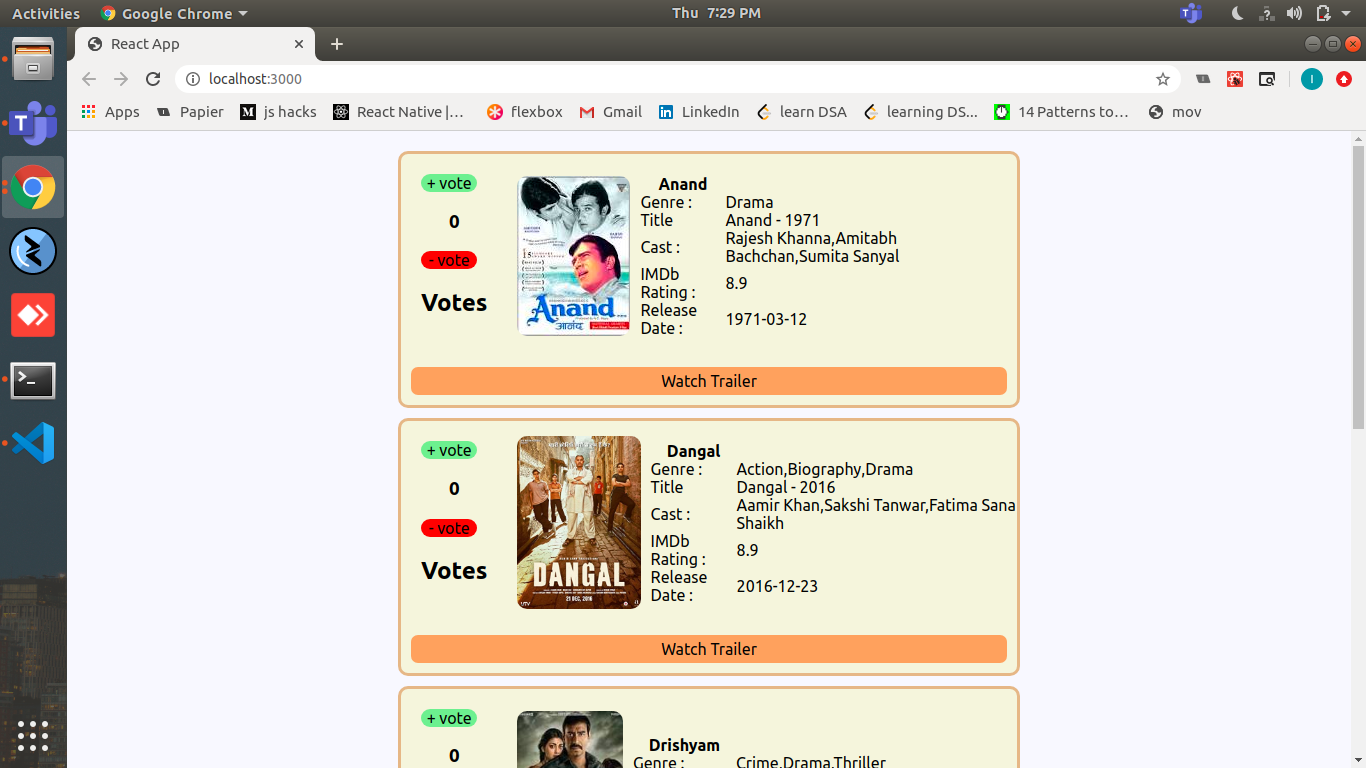 Activities Google Chrome Thu 7:29 PM
React App
localhost:3000
Apps Papier js hacks React Native |… flexbox Gmail LinkedIn learn DSA learning DS… 14 Patterns to… mov
+ vote
0
- vote
Votes
Anand
आनंद
Anand
Genre : Drama
Title Anand - 1971
Cast : Rajesh Khanna,Amitabh
Bachchan,Sumita Sanyal
IMDb
Rating : 8.9
Release
Date : 1971-03-12
Watch Trailer
+ vote
0
- vote
Votes
DANGAL
21 DEC, 2016
UTV
Dangal
Genre : Action,Biography,Drama
Title Dangal - 2016
Cast : Aamir Khan,Sakshi Tanwar,Fatima Sana
Shaikh
IMDb
Rating : 8.9
Release
Date : 2016-12-23
Watch Trailer
+ vote
0
Drishyam
Genre : Crime,Drama,Thriller